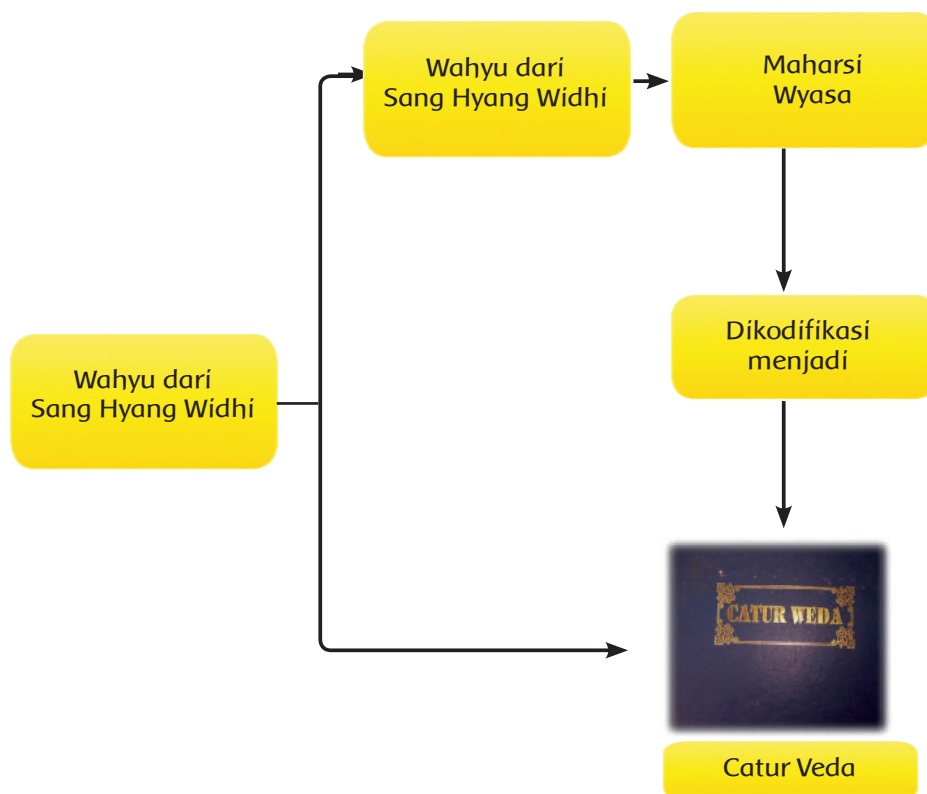 Wahyu dari
Sang Hyang Widhi
Maharsi
Wyasa
Dikodifikasi
menjadi
Wahyu dari
Sang Hyang Widhi
CATUR WEDA
Catur Veda